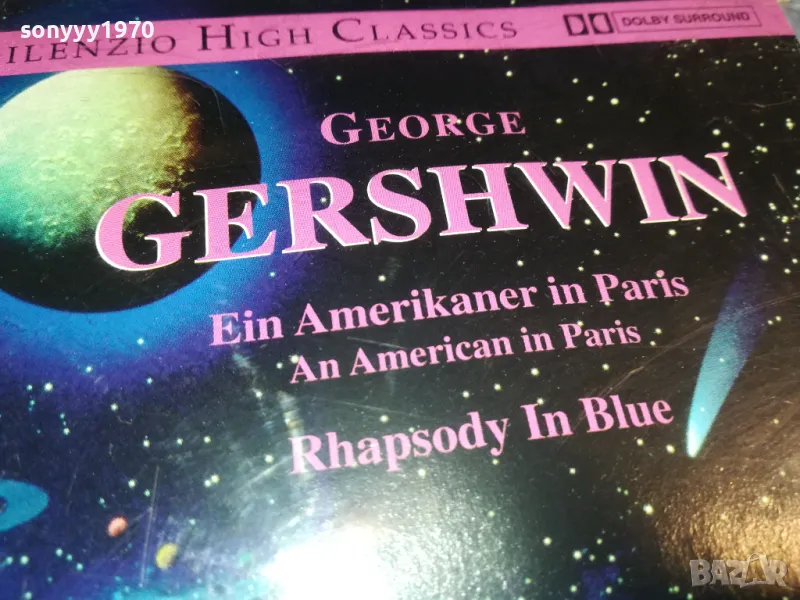 sonyyy1970
ILENZIO HIGH CLASSICS
DOLBY SURROUND
GEORGE
GERSHWIN
Ein Amerikaner in Paris
An American in Paris
Rhapsody In Blue
BAZAR